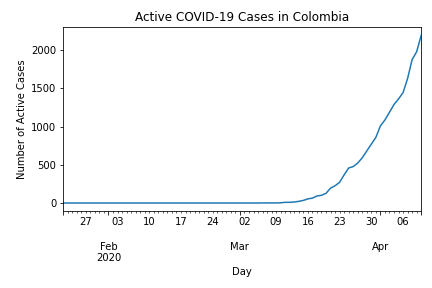 Active COVID-19 Cases in Colombia
Number of Active Cases
2000
1500
1000
500
0
27 03 10 17 24 02 09 16 23 30 06
Feb Mar Apr
2020
Day